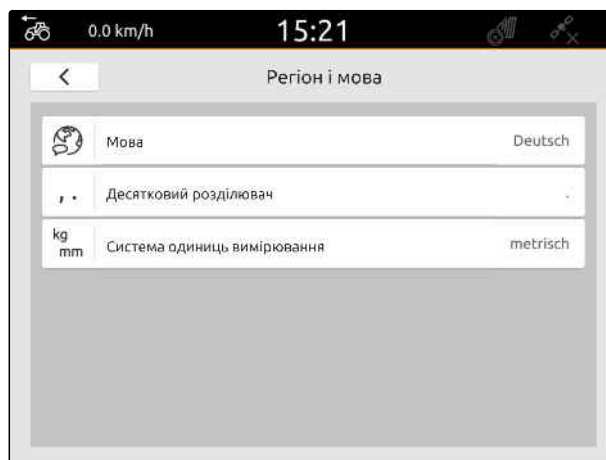 0.0 km/h 15:21
Регіон і мова
Мова Deutsch
, . Десятковий розділювач .
kg
mm Система одиниць вимірювання metrisch